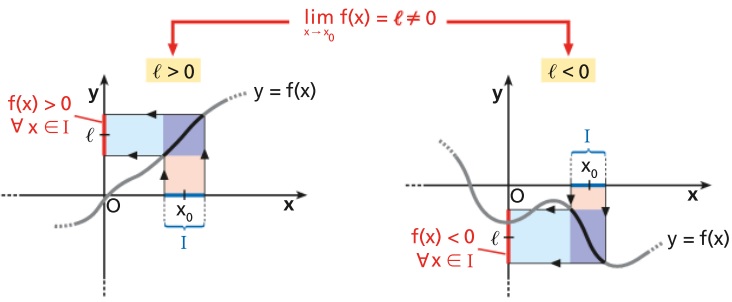 lim f(x) = ℓ ≠ 0
x→x₀
ℓ > 0
ℓ < 0
y
f(x) > 0
∀ x ∈ I
ℓ
y = f(x)
O
x₀
x
I
y
I
x₀
O
x
f(x) < 0
∀ x ∈ I
ℓ
y = f(x)